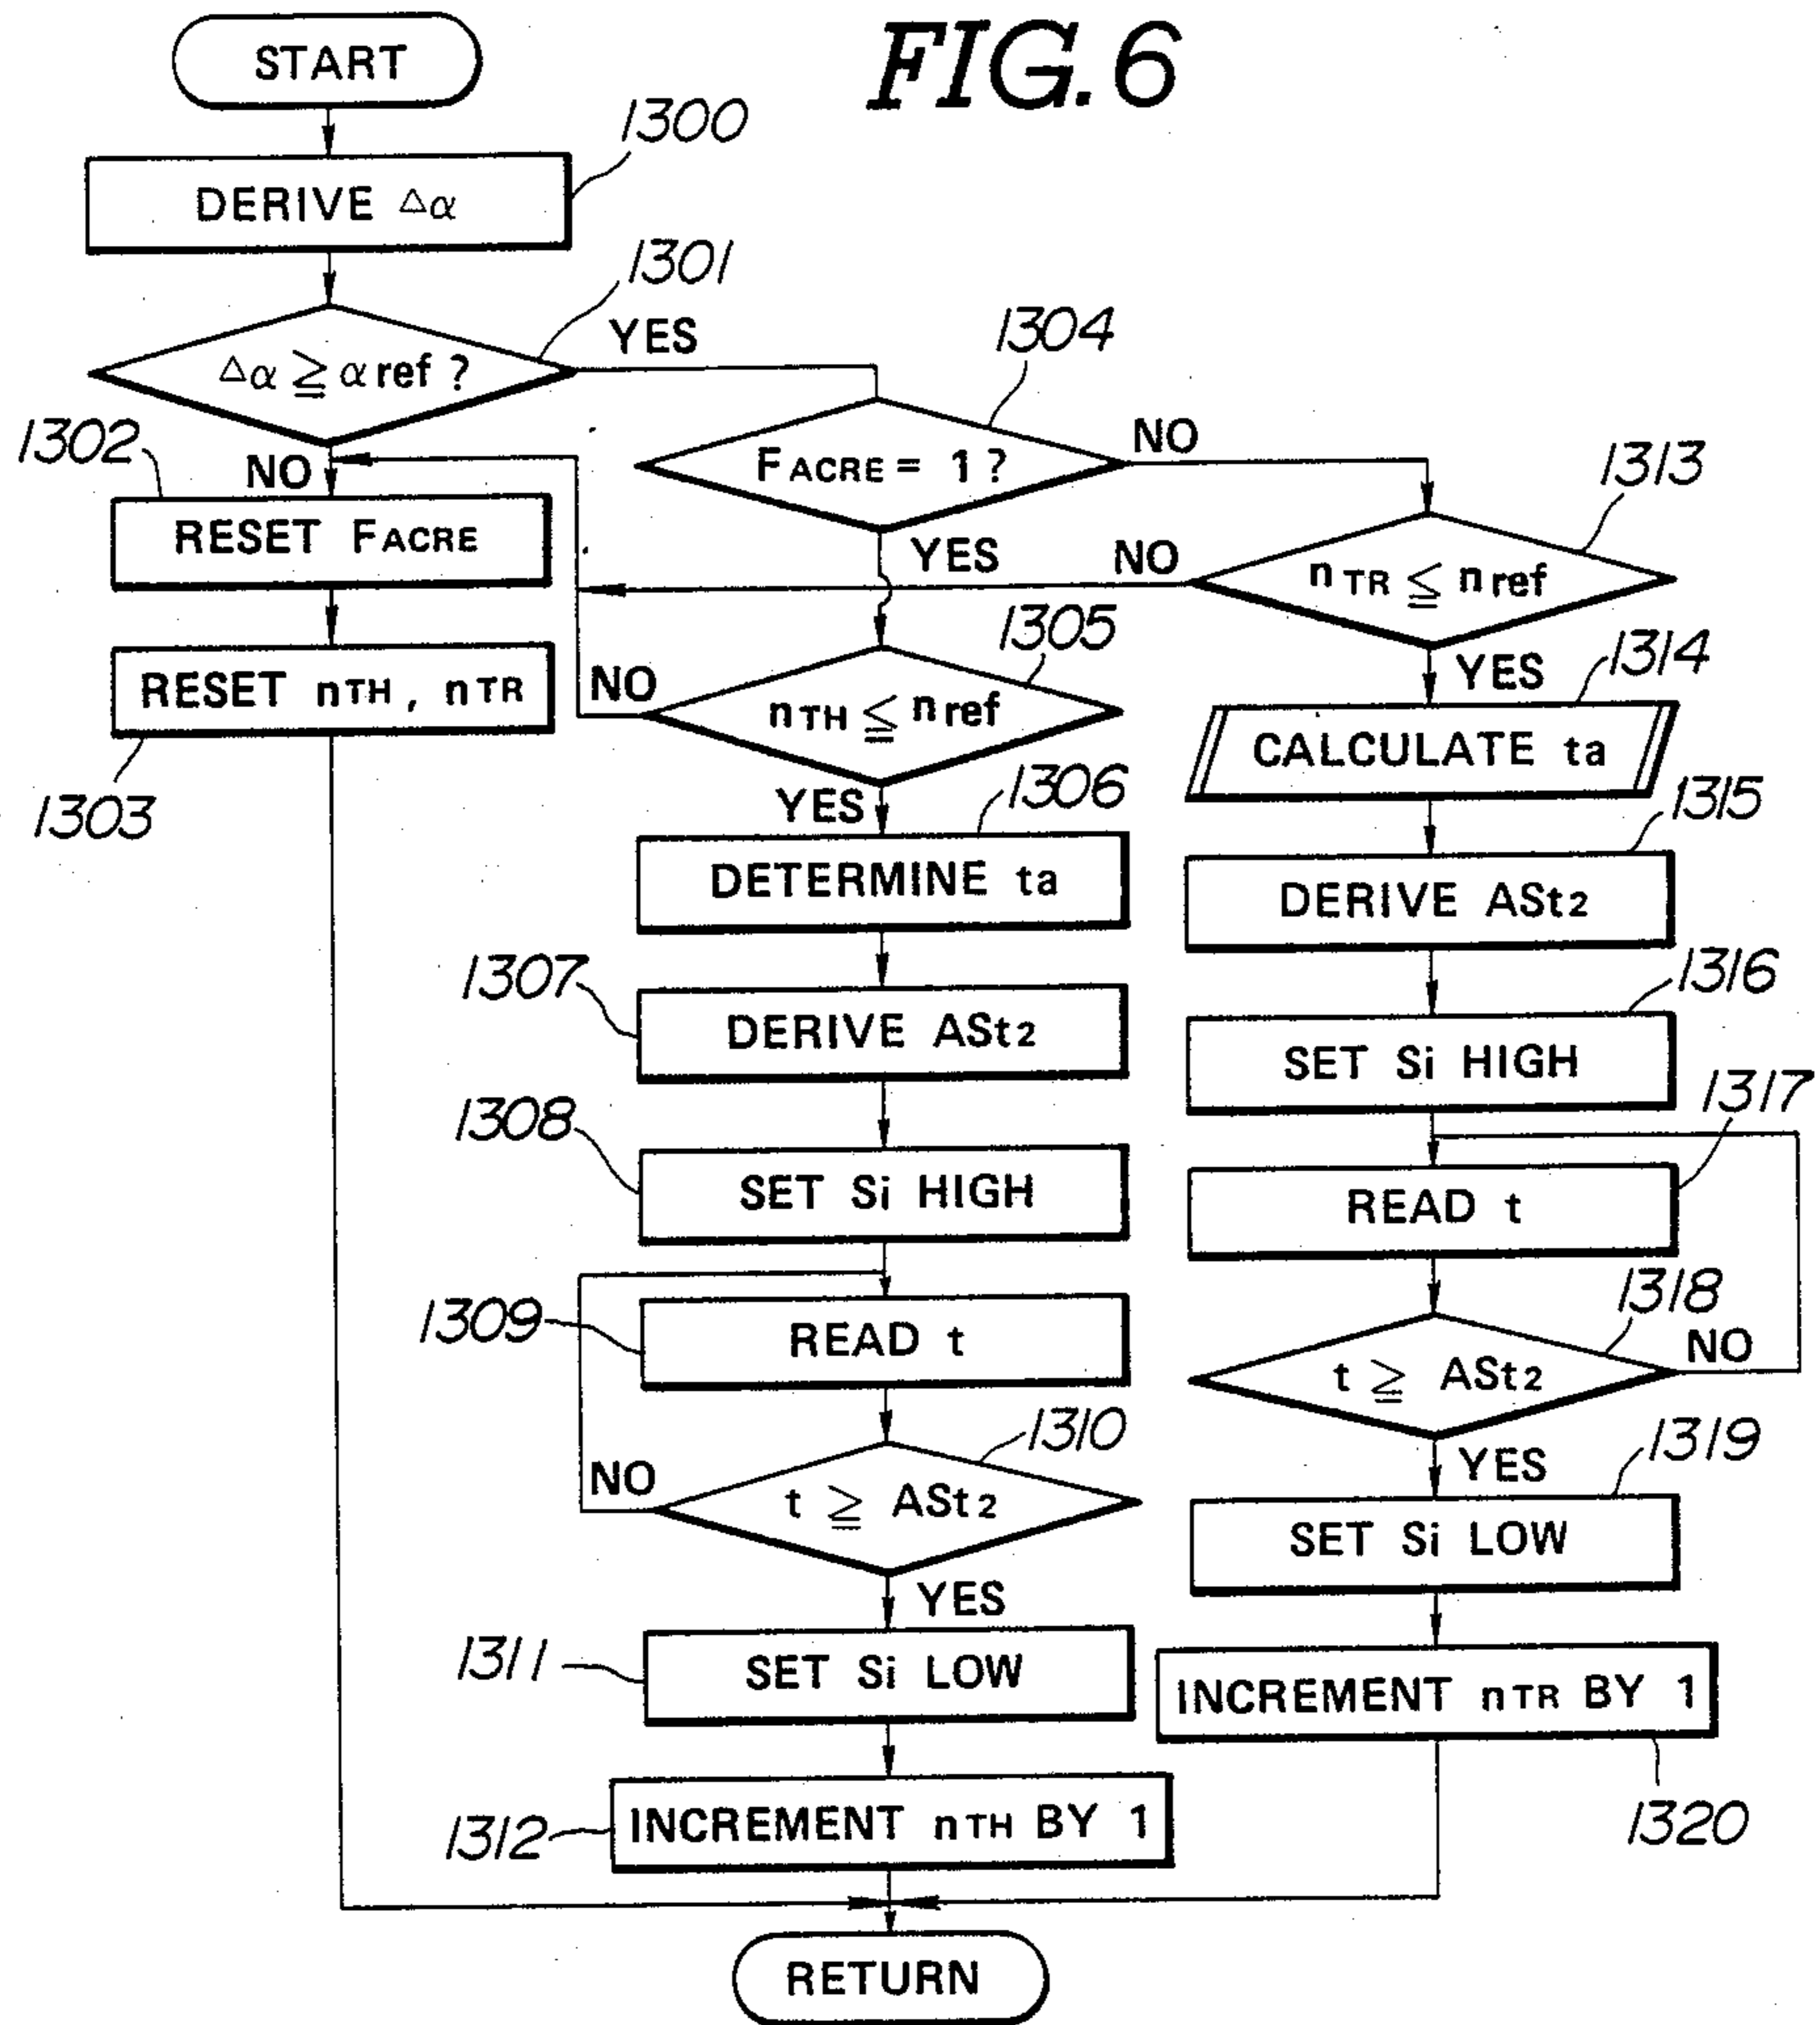 FIG. 6
START
1300
DERIVE △α
1301
△α ≧ α ref ?
YES
NO
1302
RESET FACRE
RESET nTH, nTR
1303
1304
FACRE = 1 ?
NO
YES
1305
nTH ≦ nref
NO
YES
1306
DETERMINE ta
1307
DERIVE ASt2
1308
SET Si HIGH
1309
READ t
1310
t ≧ ASt2
NO
YES
1311
SET Si LOW
1312
INCREMENT nTH BY 1
1313
nTR ≦ nref
NO
YES
1314
CALCULATE ta
1315
DERIVE ASt2
1316
SET Si HIGH
1317
READ t
1318
t ≧ ASt2
NO
YES
1319
SET Si LOW
INCREMENT nTR BY 1
1320
RETURN